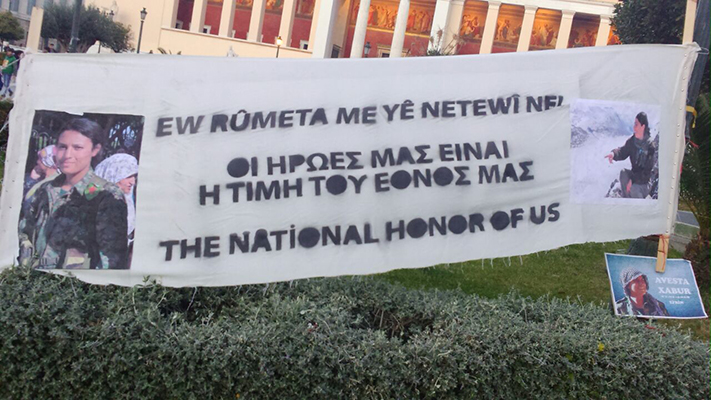 EW RÛMETA ME YÊ NETEWÎ NE!
ΟΙ ΗΡΩΕΣ ΜΑΣ ΕΙΝΑΙ
Η ΤΙΜΗ ΤΟΥ ΕΘΝΟΣ ΜΑΣ
THE NATİONAL HONOR OF US
AVESTA
XABUR